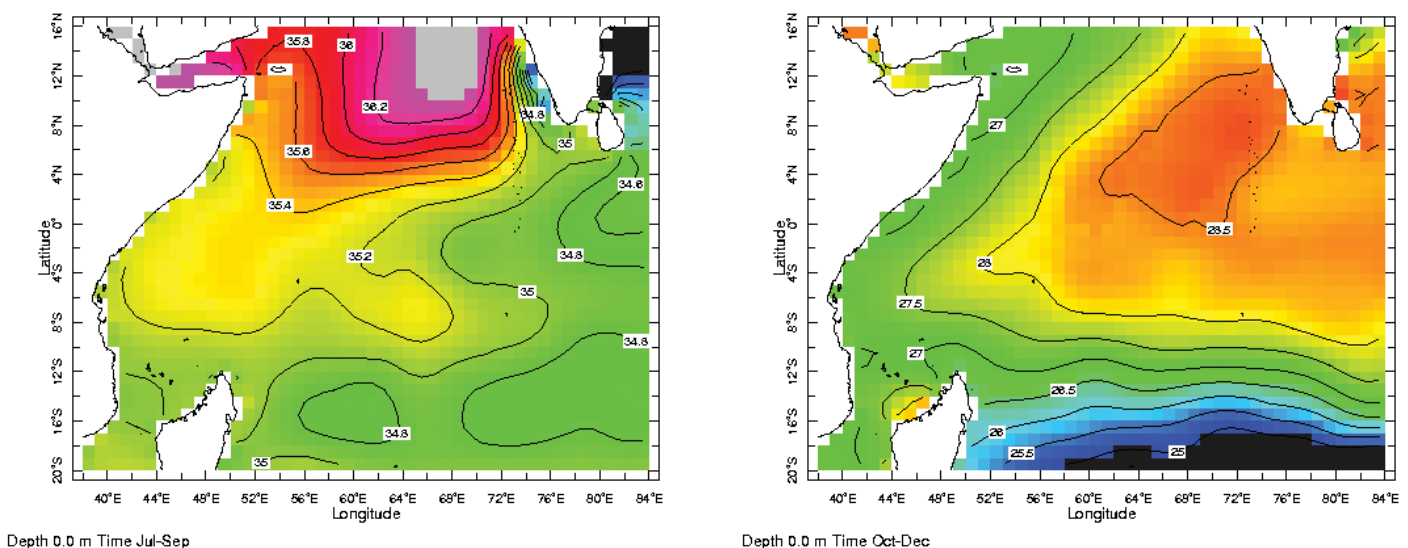 16°N
12°N
8°N
4°N
0°
4°S
8°S
12°S
16°S
20°S
Latitude
35.8
36
36.2
34.8
35
35.6
34.6
35.4
35.2
34.8
35
34.8
34.8
35
40°E 44°E 48°E 52°E 56°E 60°E 64°E 68°E 72°E 76°E 80°E 84°E
Longitude
Depth 0.0 m Time Jul-Sep
16°N
12°N
8°N
4°N
0°
4°S
8°S
12°S
16°S
20°S
Latitude
27
28.5
28
27.5
27
26.5
26
25.5
25
40°E 44°E 48°E 52°E 56°E 60°E 64°E 68°E 72°E 76°E 80°E 84°E
Longitude
Depth 0.0 m Time Oct-Dec